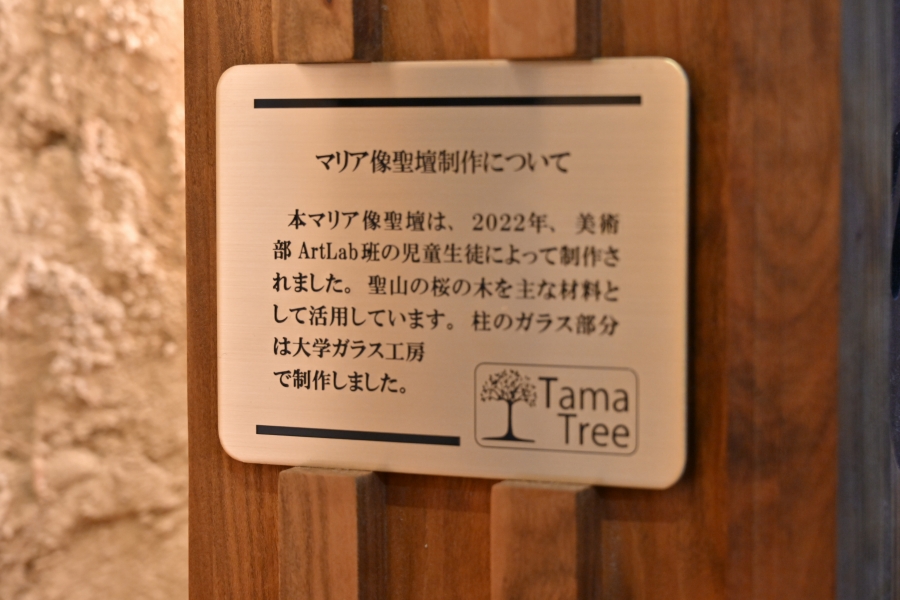 マリア像聖壇制作について
本マリア像聖壇は、2022年、美術
部 ArtLab班の児童生徒によって制作さ
れました。聖山の桜の木を主な材料と
して活用しています。柱のガラス部分
は大学ガラス工房
で制作しました。
Tama
Tree